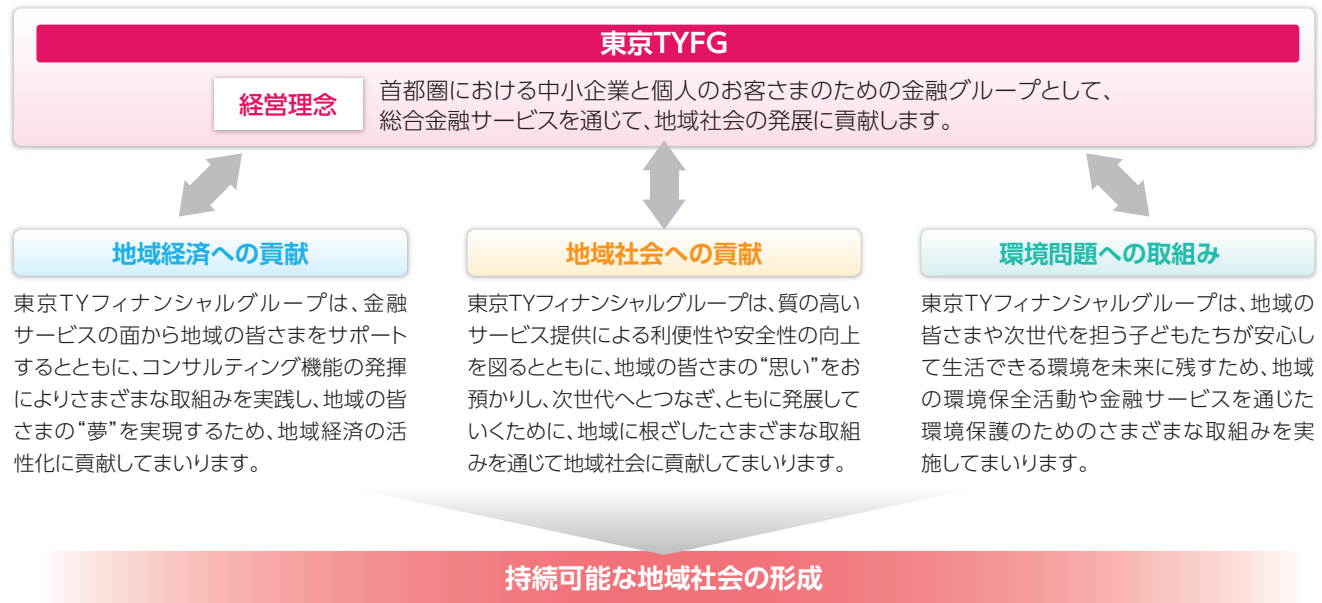 東京TYFG
経営理念
首都圏における中小企業と個人のお客さまのための金融グループとして、
総合金融サービスを通じて、地域社会の発展に貢献します。
地域経済への貢献
東京TYフィナンシャルグループは、金融
サービスの面から地域の皆さまをサポート
するとともに、コンサルティング機能の発揮
によりさまざまな取組みを実践し、地域の皆
さまの“夢”を実現するため、地域経済の活
性化に貢献してまいります。
地域社会への貢献
東京TYフィナンシャルグループは、質の高い
サービス提供による利便性や安全性の向上
を図るとともに、地域の皆さまの“思い”をお
預かりし、次世代へとつなぎ、ともに発展して
いくために、地域に根ざしたさまざまな取組
みを通じて地域社会に貢献してまいります。
環境問題への取組み
東京TYフィナンシャルグループは、地域の
皆さまや次世代を担う子どもたちが安心し
て生活できる環境を未来に残すため、地域
の環境保全活動や金融サービスを通じた
環境保護のためのさまざまな取組みを実
施してまいります。
持続可能な地域社会の形成